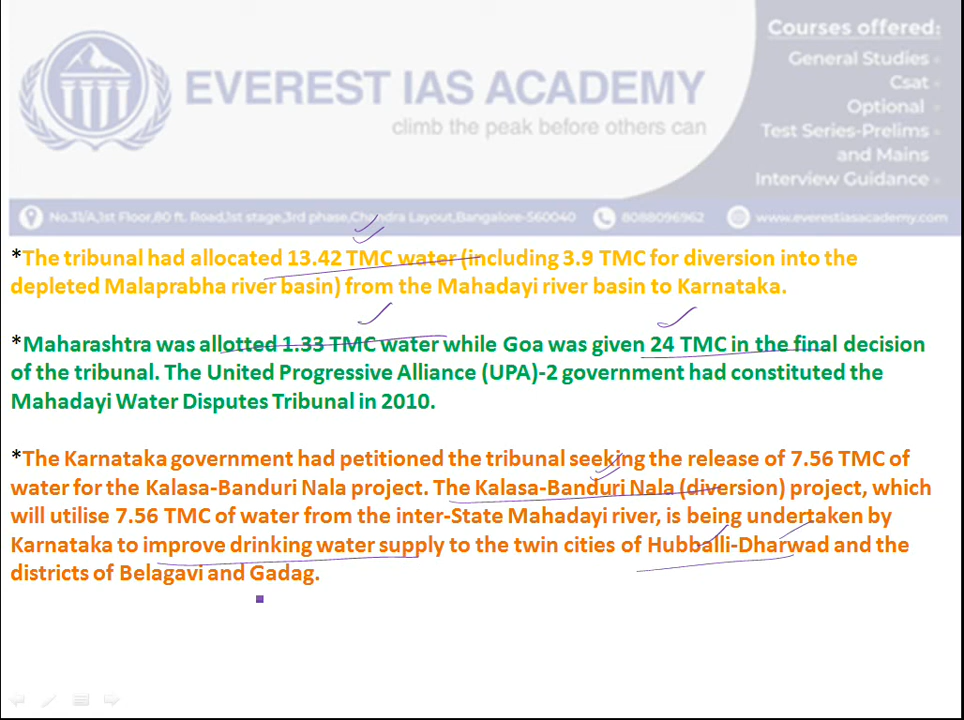 Courses offered:
General Studies
Csat
Optional
Test Series-Prelims
and Mains
Interview Guidance
EVEREST IAS ACADEMY
climb the peak before others can
No.31/A,1st Floor,80 ft. Road,1st stage,3rd phase,Chandra Layout,Bangalore-560040 8088096962 www.everestiasacademy.com
*The tribunal had allocated 13.42 TMC water (including 3.9 TMC for diversion into the
depleted Malaprabha river basin) from the Mahadayi river basin to Karnataka.
*Maharashtra was allotted 1.33 TMC water while Goa was given 24 TMC in the final decision
of the tribunal. The United Progressive Alliance (UPA)-2 government had constituted the
Mahadayi Water Disputes Tribunal in 2010.
*The Karnataka government had petitioned the tribunal seeking the release of 7.56 TMC of
water for the Kalasa-Banduri Nala project. The Kalasa-Banduri Nala (diversion) project, which
will utilise 7.56 TMC of water from the inter-State Mahadayi river, is being undertaken by
Karnataka to improve drinking water supply to the twin cities of Hubballi-Dharwad and the
districts of Belagavi and Gadag.